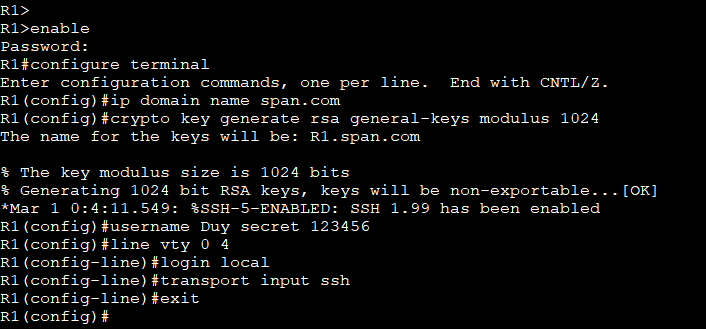 R1>
R1>enable
Password:
R1#configure terminal
Enter configuration commands, one per line.  End with CNTL/Z.
R1(config)#ip domain name span.com
R1(config)#crypto key generate rsa general-keys modulus 1024
The name for the keys will be: R1.span.com

% The key modulus size is 1024 bits
% Generating 1024 bit RSA keys, keys will be non-exportable...[OK]
*Mar 1 0:4:11.549: %SSH-5-ENABLED: SSH 1.99 has been enabled
R1(config)#username Duy secret 123456
R1(config)#line vty 0 4
R1(config-line)#login local
R1(config-line)#transport input ssh
R1(config-line)#exit
R1(config)#